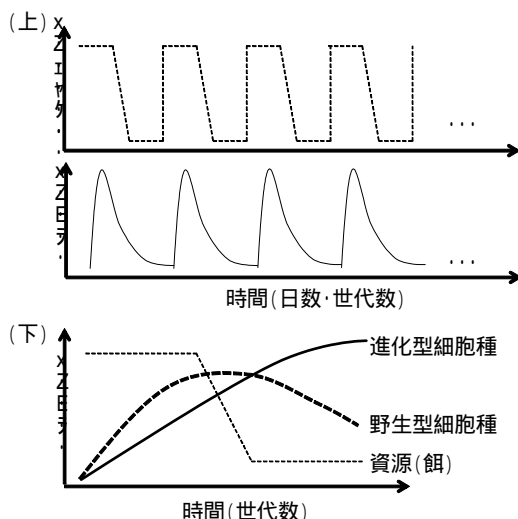 (上)
...
...
時間(日数·世代数)
(下)
進化型細胞種
野生型細胞種
資源(餌)
時間(世代数)